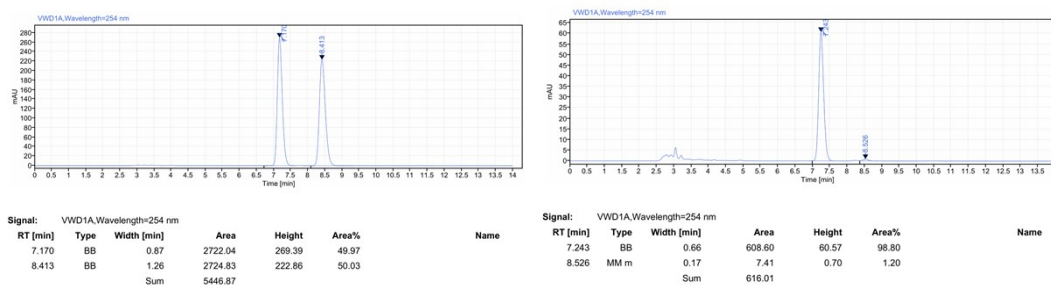 VWD1A,Wavelength=254 nm
mAU
280
260
240
220
200
180
160
140
120
100
80
60
40
20
0
7.170
8.413
0 0.5 1 1.5 2 2.5 3 3.5 4 4.5 5 5.5 6 6.5 7 7.5 8 8.5 9 9.5 10 10.5 11 11.5 12 12.5 13 13.5 14
Time [min]
Signal: VWD1A,Wavelength=254 nm
RT [min] Type Width [min] Area Height Area% Name
7.170 BB 0.87 2722.04 269.39 49.97
8.413 BB 1.26 2724.83 222.86 50.03
Sum 5446.87
VWD1A,Wavelength=254 nm
mAU
65
60
55
50
45
40
35
30
25
20
15
10
5
0
7.243
8.526
0 0.5 1 1.5 2 2.5 3 3.5 4 4.5 5 5.5 6 6.5 7 7.5 8 8.5 9 9.5 10 10.5 11 11.5 12 12.5 13 13.5
Time [min]
Signal: VWD1A,Wavelength=254 nm
RT [min] Type Width [min] Area Height Area% Name
7.243 BB 0.66 608.60 60.57 98.80
8.526 MM m 0.17 7.41 0.70 1.20
Sum 616.01